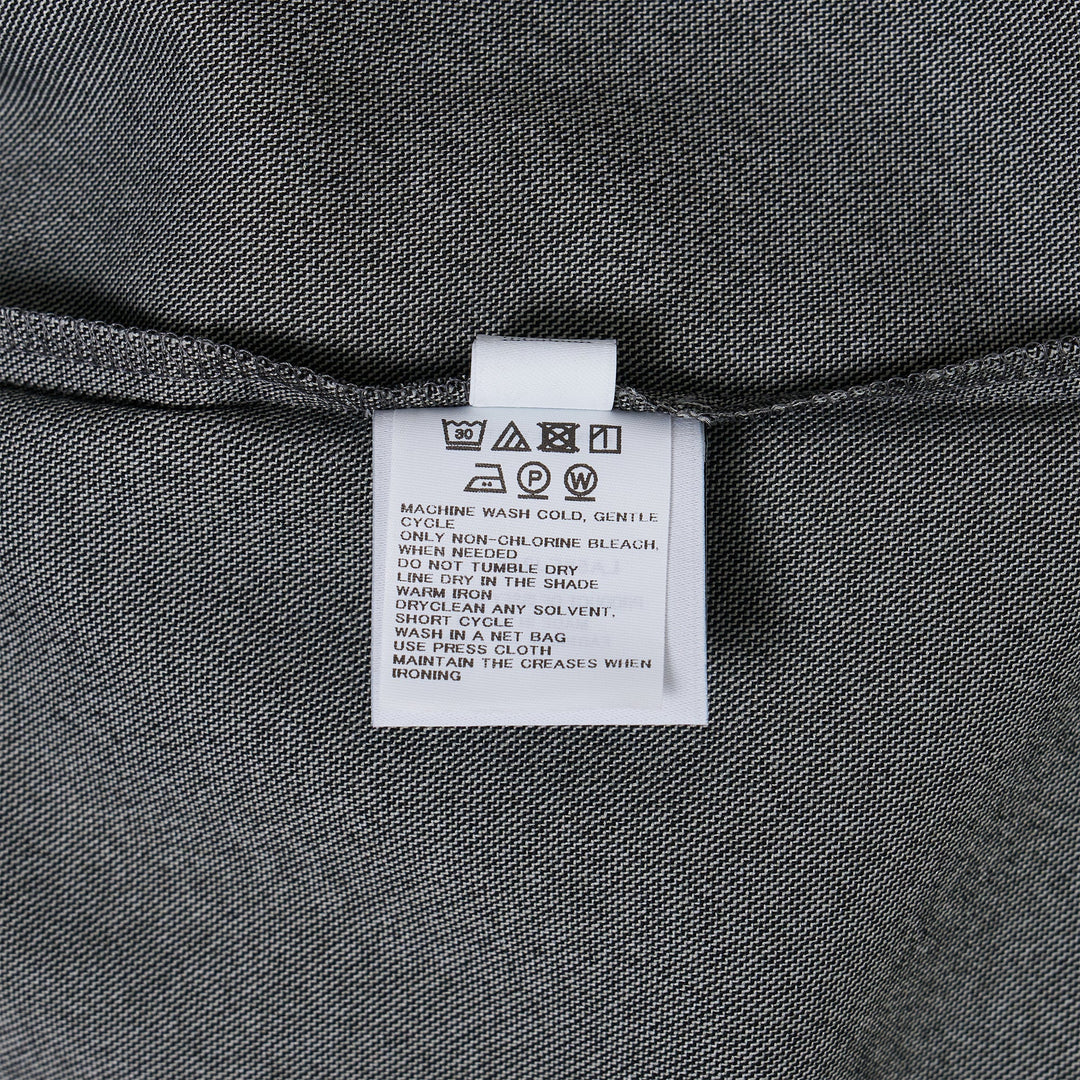 30
P W
MACHINE WASH COLD, GENTLE
CYCLE
ONLY NON-CHLORINE BLEACH,
WHEN NEEDED
DO NOT TUMBLE DRY
LINE DRY IN THE SHADE
WARM IRON
DRYCLEAN ANY SOLVENT,
SHORT CYCLE
WASH IN A NET BAG
USE PRESS CLOTH
MAINTAIN THE CREASES WHEN
IRONING